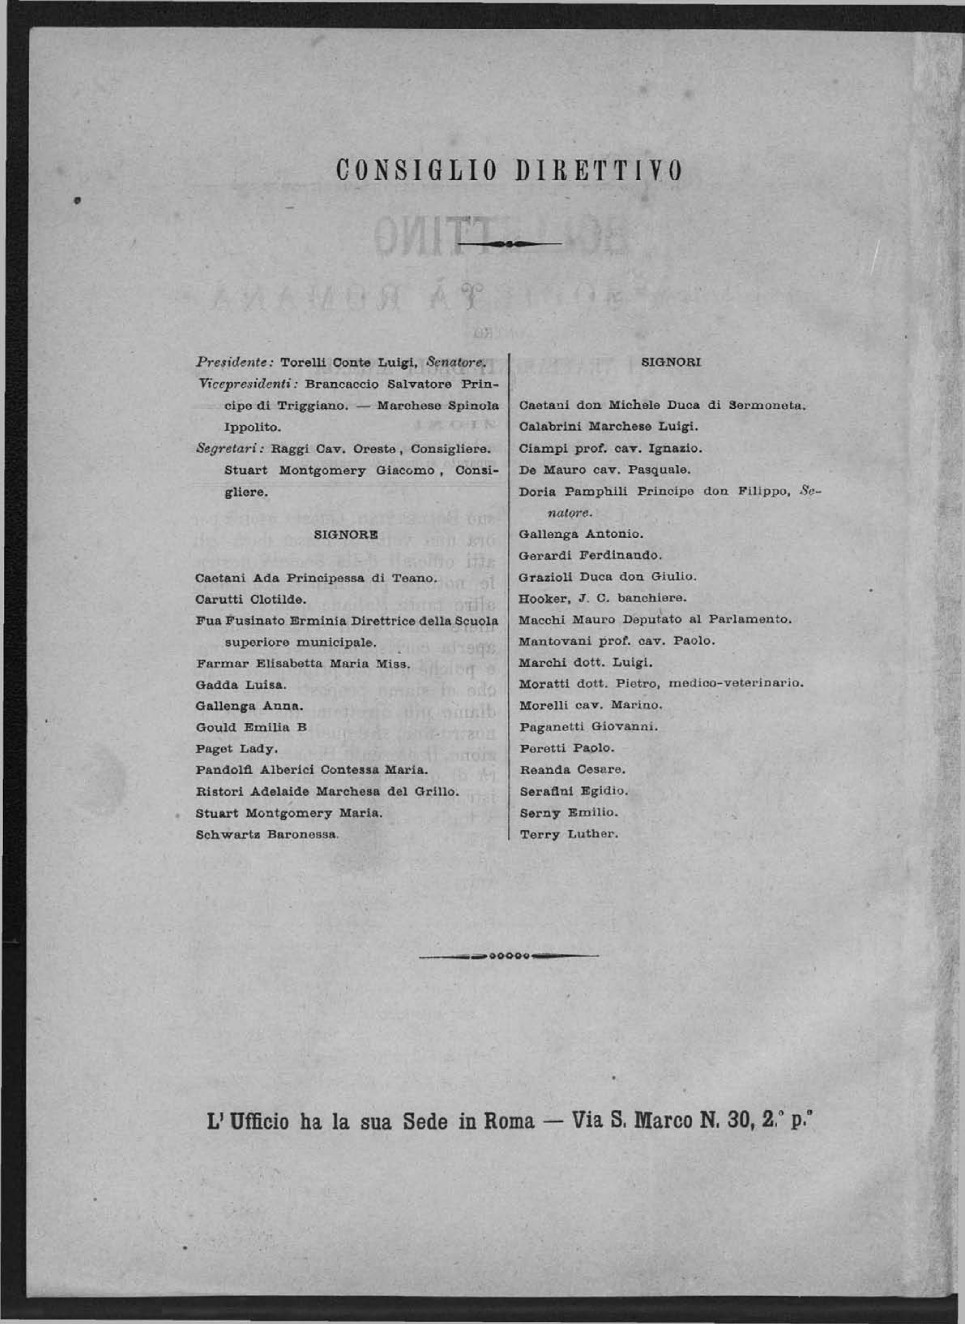 CONSIGLIO DIRETTIVO
Presidente: Torelli Conte Luigi, Senatore.
Vicepresidenti: Brancaccio Salvatore Prin-
cipe di Triggiano. — Marchese Spinola
Ippolito.
Segretari: Raggi Cav. Oreste, Consigliere.
Stuart Montgomery Giacomo, Consi-
gliere.
SIGNORE
Caetani Ada Principessa di Teano.
Carutti Clotilde.
Fua Fusinato Erminia Direttrice della Scuola
superiore municipale.
Farmar Elisabetta Maria Miss.
Gadda Luisa.
Gallenga Anna.
Gould Emilia B
Paget Lady.
Pandolfi Alberici Contessa Maria.
Ristori Adelaide Marchesa del Grillo.
Stuart Montgomery Maria.
Schwartz Baronessa.
SIGNORI
Caetani don Michele Duca di Sermoneta.
Calabrini Marchese Luigi.
Ciampi prof. cav. Ignazio.
De Mauro cav. Pasquale.
Doria Pamphili Principe don Filippo, Se-
natore.
Gallenga Antonio.
Gerardi Ferdinando.
Grazioli Duca don Giulio.
Hooker, J. C. banchiere.
Macchi Mauro Deputato al Parlamento.
Mantovani prof. cav. Paolo.
Marchi dott. Luigi.
Moratti dott. Pietro, medico-veterinario.
Morelli cav. Marino.
Paganetti Giovanni.
Peretti Paolo.
Reanda Cesare.
Serafini Egidio.
Serny Emilio.
Terry Luther.
L' Ufficio ha la sua Sede in Roma — Via S. Marco N. 30, 2.° p.°